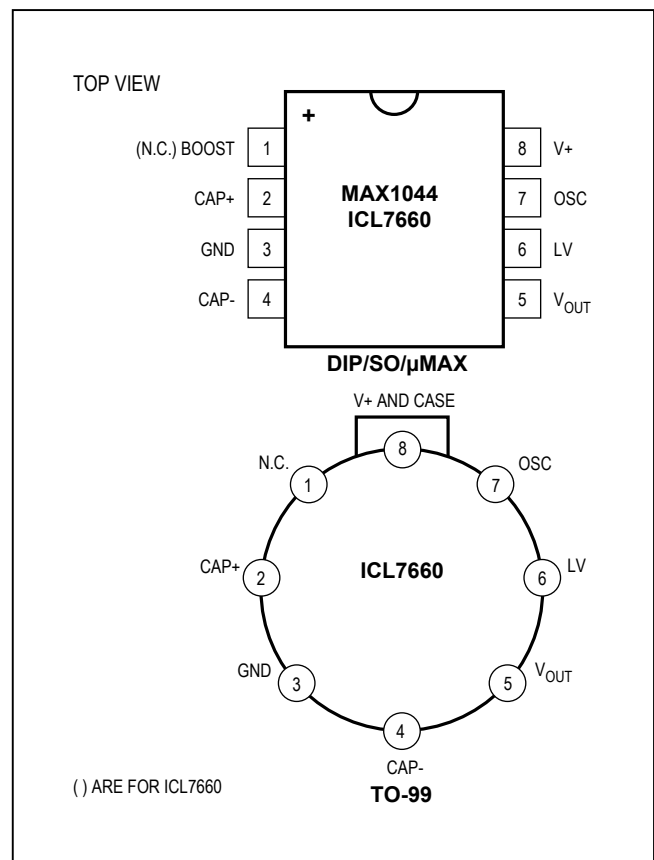 TOP VIEW
+
(N.C.) BOOST 1
8 V+
CAP+ 2
MAX1044
7 OSC
ICL7660
GND 3
6 LV
CAP- 4
5 VOUT
DIP/SO/µMAX
V+ AND CASE
8
N.C.
1
OSC
7
CAP+ 2
ICL7660
6 LV
GND
3
VOUT
5
4
CAP-
TO-99
( ) ARE FOR ICL7660